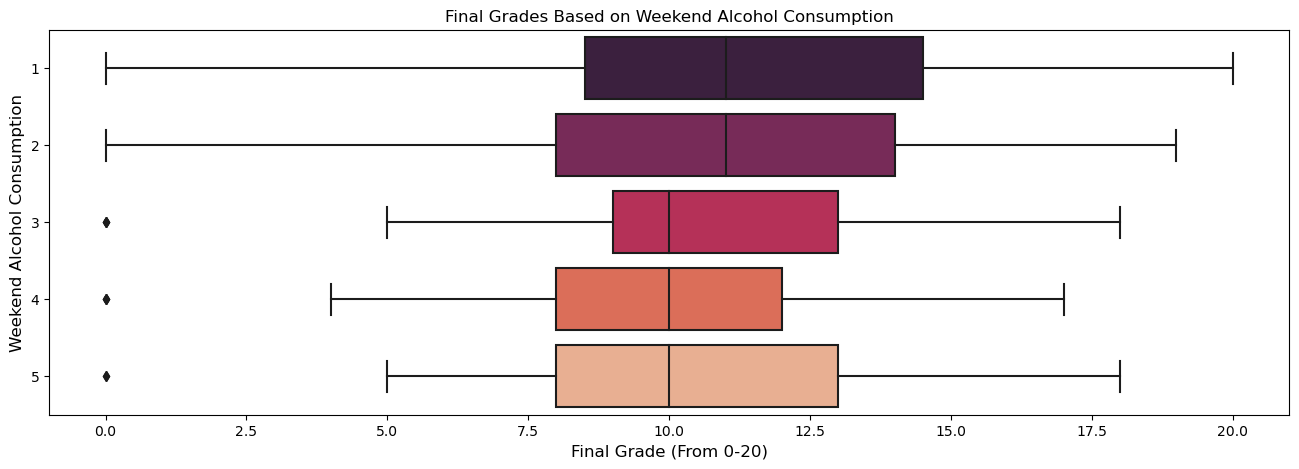 Final Grades Based on Weekend Alcohol Consumption
Weekend Alcohol Consumption
1
2
3
4
5
0.0 2.5 5.0 7.5 10.0 12.5 15.0 17.5 20.0
Final Grade (From 0-20)